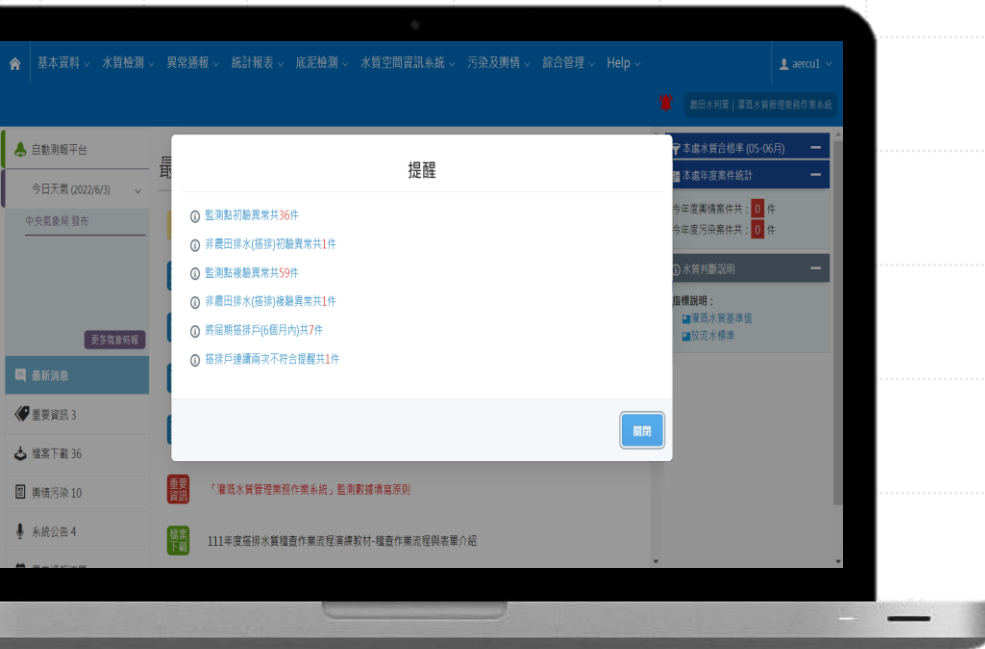 基本資料 水質檢測 異常通報 統計報表 底泥檢測 水質空間資訊系統 污染及輿情 綜合管理 Help aercu1
農田水利署 | 灌溉水質管理業務作業系統
自動測報平台
今日天氣 (2022/6/3)
中央氣象局 發布
更多氣象特報
最新消息
重要資訊 3
檔案下載 36
輿情污染 10
系統公告 4
最
提醒
監測點初驗異常共36件
非農田排水(搭排)初驗異常共1件
監測點複驗異常共59件
非農田排水(搭排)複驗異常共1件
將屆期搭排戶(6個月內)共7件
搭排戶連續兩次不符合提醒共1件
關閉
重要資訊 「灌溉水質管理業務作業系統」監測數據填寫原則
檔案下載 111年度搭排水質稽查作業流程演練教材-稽查作業流程與表單介紹
本處水質合格率 (05-06月)
本處年度案件統計
今年度輿情案件共: 0 件
今年度污染案件共: 0 件
水質判斷說明
指標說明：
灌溉水質基準值
放流水標準